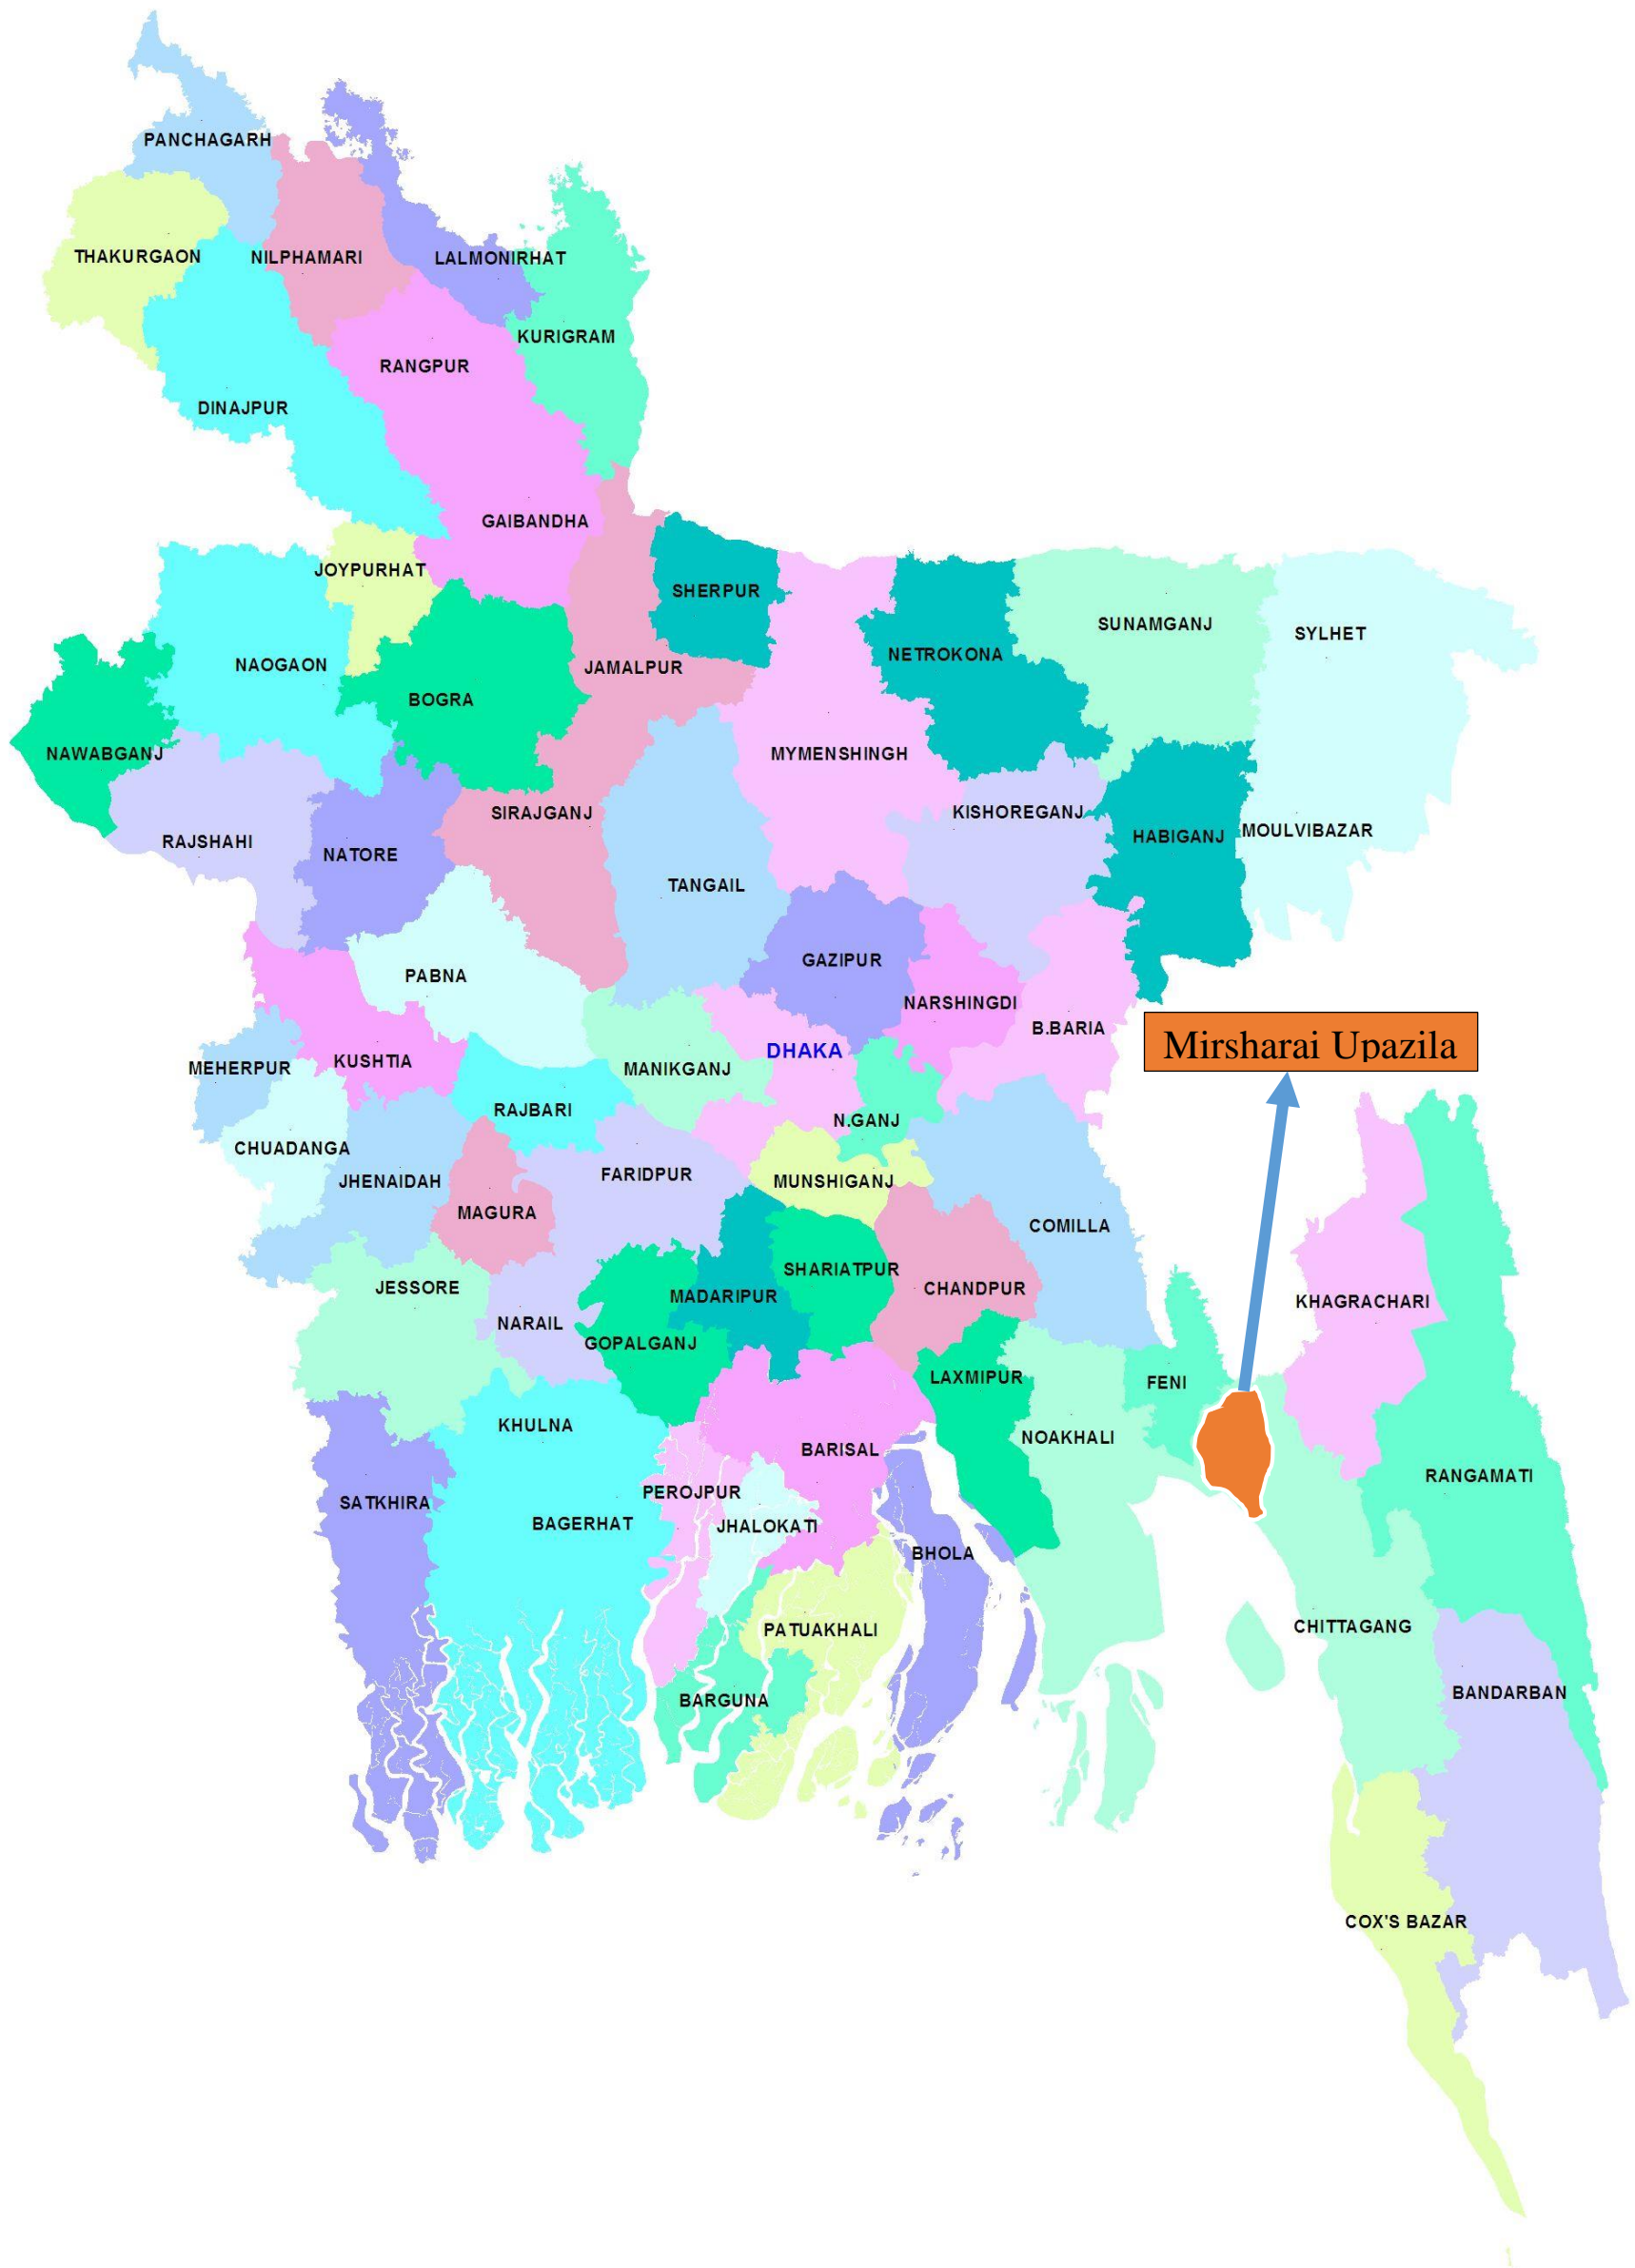 PANCHAGARH
THAKURGAON
NILPHAMARI
LALMONIRHAT
KURIGRAM
RANGPUR
DINAJPUR
GAIBANDHA
JOYPURHAT
SHERPUR
SUNAMGANJ
SYLHET
NETROKONA
NAOGAON
JAMALPUR
BOGRA
NAWABGANJ
MYMENSHINGH
SIRAJGANJ
KISHOREGANJ
RAJSHAHI
NATORE
HABIGANJ
MOULVIBAZAR
TANGAIL
GAZIPUR
PABNA
NARSHINGDI
B.BARIA
Mirsharai Upazila
DHAKA
MEHERPUR
KUSHTIA
MANIKGANJ
RAJBARI
N.GANJ
CHUADANGA
JHENAIDAH
FARIDPUR
MUNSHIGANJ
MAGURA
COMILLA
SHARIATPUR
JESSORE
MADARIPUR
CHANDPUR
KHAGRACHARI
NARAIL
GOPALGANJ
LAXMIPUR
FENI
KHULNA
BARISAL
NOAKHALI
RANGAMATI
PEROJPUR
SATKHIRA
BAGERHAT
JHALOKATI
BHOLA
PATUAKHALI
CHITTAGANG
BARGUNA
BANDARBAN
COX'S BAZAR